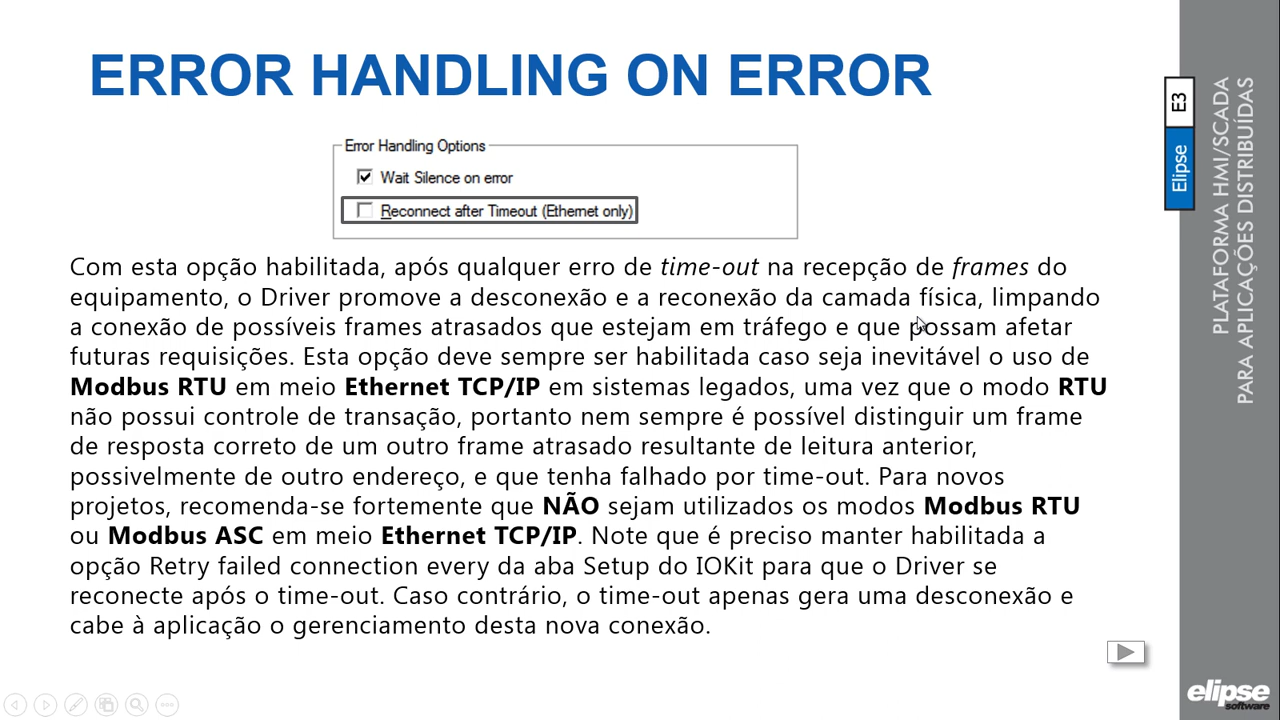 ERROR HANDLING ON ERROR
Error Handling Options
Wait Silence on error
Reconnect after Timeout (Ethernet only)
Com esta opção habilitada, após qualquer erro de time-out na recepção de frames do
equipamento, o Driver promove a desconexão e a reconexão da camada física, limpando
a conexão de possíveis frames atrasados que estejam em tráfego e que possam afetar
futuras requisições. Esta opção deve sempre ser habilitada caso seja inevitável o uso de
Modbus RTU em meio Ethernet TCP/IP em sistemas legados, uma vez que o modo RTU
não possui controle de transação, portanto nem sempre é possível distinguir um frame
de resposta correto de um outro frame atrasado resultante de leitura anterior,
possivelmente de outro endereço, e que tenha falhado por time-out. Para novos
projetos, recomenda-se fortemente que NÃO sejam utilizados os modos Modbus RTU
ou Modbus ASC em meio Ethernet TCP/IP. Note que é preciso manter habilitada a
opção Retry failed connection every da aba Setup do IOKit para que o Driver se
reconecte após o time-out. Caso contrário, o time-out apenas gera uma desconexão e
cabe à aplicação o gerenciamento desta nova conexão.
Elipse E3
PLATAFORMA HMI/SCADA
PARA APLICAÇÕES DISTRIBUÍDAS
elipse
software